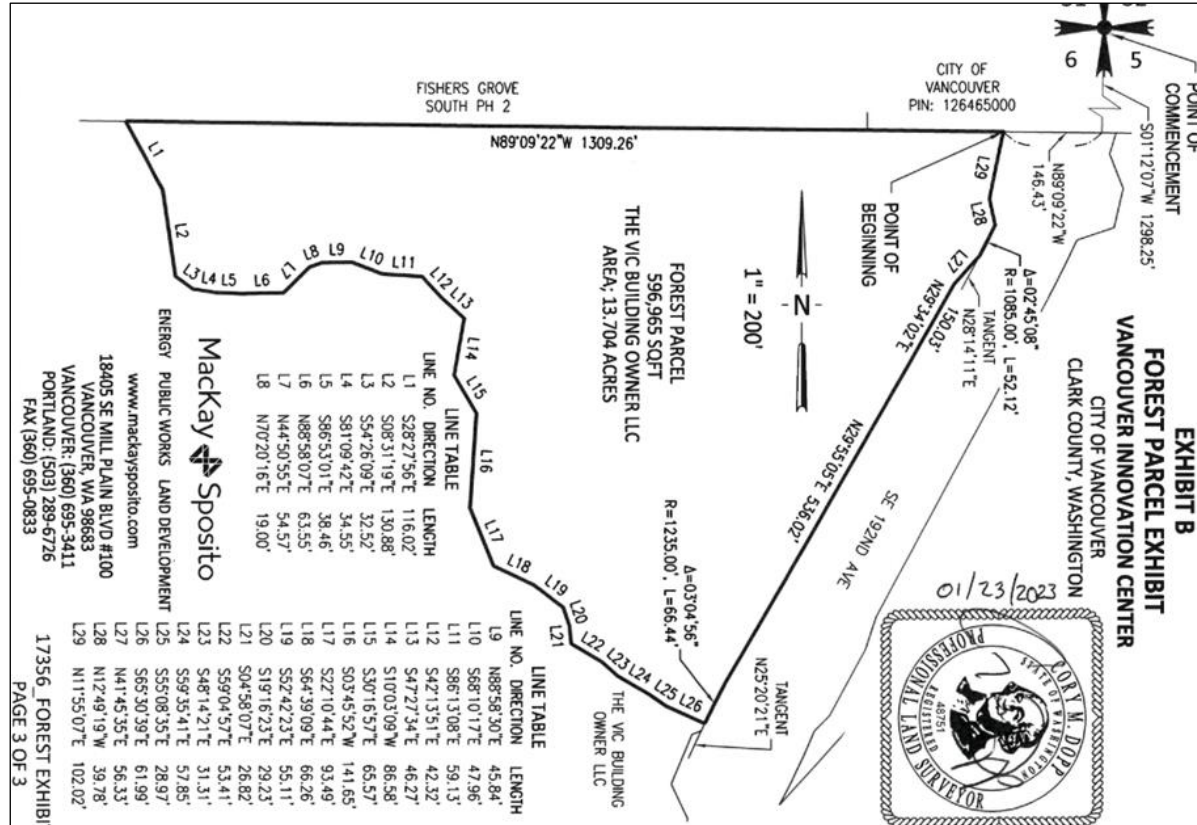 EXHIBIT B
FOREST PARCEL EXHIBIT
VANCOUVER INNOVATION CENTER
CITY OF VANCOUVER
CLARK COUNTY, WASHINGTON
POINT OF
COMMENCEMENT
6
5
S01°12'07"W 1298.25'
N89°09'22"W
146.43'
CITY OF
VANCOUVER
PIN: 126465000
FISHERS GROVE
SOUTH PH 2
N89°09'22"W 1309.26'
POINT OF
BEGINNING
Δ=02°45'08"
R=1085.00', L=52.12'
TANGENT
N28°14'11"E
N29°34'02"E
150.03'
N29°55'05"E 536.02'
SE 192ND AVE
Δ=03°04'56"
R=1235.00', L=66.44'
TANGENT
N25°20'21"E
1" = 200'
N
FOREST PARCEL
596,965 SQFT
THE VIC BUILDING OWNER LLC
AREA; 13.704 ACRES
THE VIC BUILDING
OWNER LLC
L1
L2
L3
L4
L5
L6
L7
L8
L9
L10
L11
L12
L13
L14
L15
L16
L17
L18
L19
L20
L21
L22
L23
L24
L25
L26
L27
L28
L29
01/23/2023
CORY M. DOPP
STATE OF WASHINGTON
48751
REGISTERED
PROFESSIONAL LAND SURVEYOR
LINE TABLE
LINE NO. DIRECTION LENGTH
L1 S28°27'56"E 116.02'
L2 S08°31'19"E 130.88'
L3 S54°26'09"E 32.52'
L4 S81°09'42"E 34.55'
L5 S86°53'01"E 38.46'
L6 N88°58'07"E 63.55'
L7 N44°50'55"E 54.57'
L8 N70°20'16"E 19.00'
LINE TABLE
LINE NO. DIRECTION LENGTH
L9 N88°58'30"E 45.84'
L10 S68°10'17"E 47.96'
L11 S86°13'08"E 59.13'
L12 S42°13'51"E 42.32'
L13 S47°27'34"E 46.27'
L14 S10°03'09"W 86.58'
L15 S30°16'57"E 65.57'
L16 S03°45'52"W 141.65'
L17 S22°10'44"E 93.49'
L18 S64°39'09"E 66.26'
L19 S52°42'23"E 55.11'
L20 S19°16'23"E 29.23'
L21 S04°58'07"E 26.82'
L22 S59°04'57"E 53.41'
L23 S48°14'21"E 31.31'
L24 S59°35'41"E 57.85'
L25 S55°08'35"E 28.97'
L26 S65°30'39"E 61.99'
L27 N41°45'35"E 56.33'
L28 N12°49'19"W 39.78'
L29 N11°55'07"E 102.02'
MacKay Sposito
ENERGY PUBLIC WORKS LAND DEVELOPMENT
www.mackaysposito.com
18405 SE MILL PLAIN BLVD #100
VANCOUVER, WA 98683
VANCOUVER: (360) 695-3411
PORTLAND: (503) 289-6726
FAX (360) 695-0833
17356_FOREST EXHIBIT
PAGE 3 OF 3